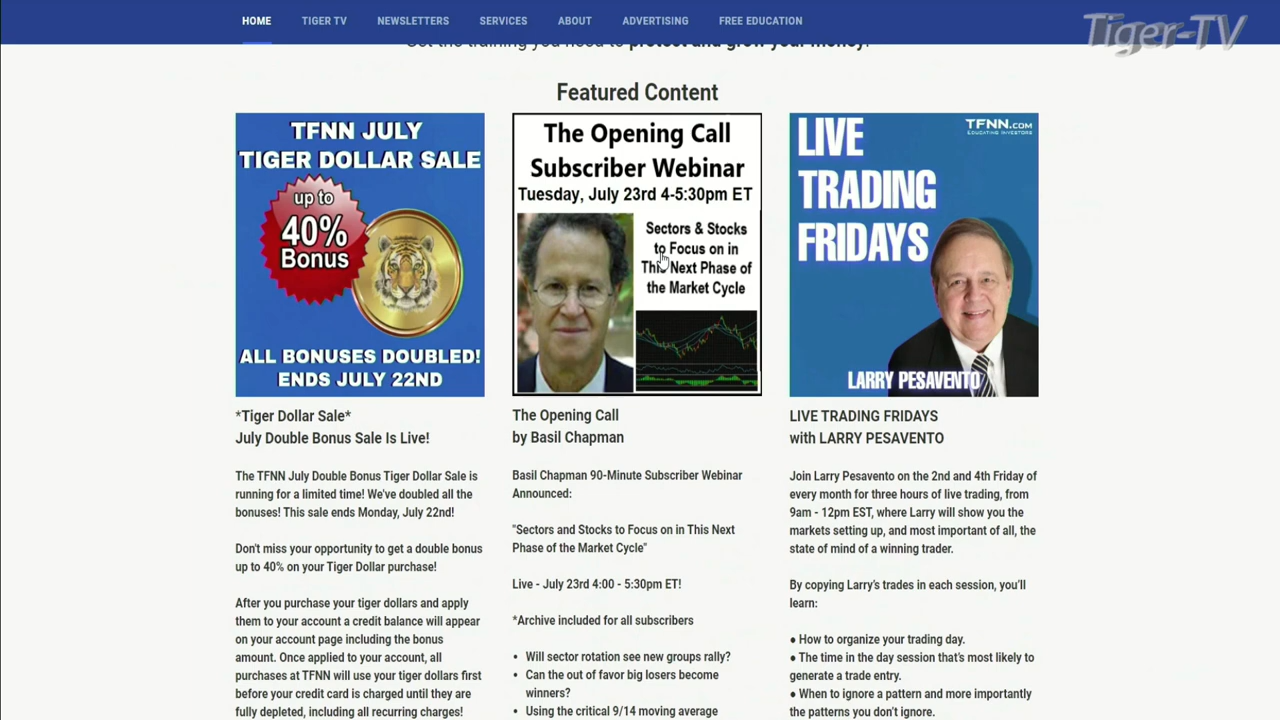 HOME TIGER TV NEWSLETTERS SERVICES ABOUT ADVERTISING FREE EDUCATION
Tiger-TV
Get the training you need to protect and grow your money!
Featured Content
TFNN JULY
TIGER DOLLAR SALE
up to
40%
Bonus
ALL BONUSES DOUBLED!
ENDS JULY 22ND
*Tiger Dollar Sale*
July Double Bonus Sale Is Live!
The TFNN July Double Bonus Tiger Dollar Sale is
running for a limited time! We've doubled all the
bonuses! This sale ends Monday, July 22nd!
Don't miss your opportunity to get a double bonus
up to 40% on your Tiger Dollar purchase!
After you purchase your tiger dollars and apply
them to your account a credit balance will appear
on your account page including the bonus
amount. Once applied to your account, all
purchases at TFNN will use your tiger dollars first
before your credit card is charged until they are
fully depleted, including all recurring charges!
The Opening Call
Subscriber Webinar
Tuesday, July 23rd 4-5:30pm ET
Sectors & Stocks
to Focus on in
This Next Phase of
the Market Cycle
The Opening Call
by Basil Chapman
Basil Chapman 90-Minute Subscriber Webinar
Announced:
"Sectors and Stocks to Focus on in This Next
Phase of the Market Cycle"
Live - July 23rd 4:00 - 5:30pm ET!
*Archive included for all subscribers
• Will sector rotation see new groups rally?
• Can the out of favor big losers become
winners?
• Using the critical 9/14 moving average
LIVE
TRADING
FRIDAYS
TFNN.COM
EDUCATING INVESTORS
LARRY PESAVENTO
LIVE TRADING FRIDAYS
with LARRY PESAVENTO
Join Larry Pesavento on the 2nd and 4th Friday of
every month for three hours of live trading, from
9am - 12pm EST, where Larry will show you the
markets setting up, and most important of all, the
state of mind of a winning trader.
By copying Larry's trades in each session, you'll
learn:
● How to organize your trading day.
● The time in the day session that's most likely to
generate a trade entry.
● When to ignore a pattern and more importantly
the patterns you don't ignore.